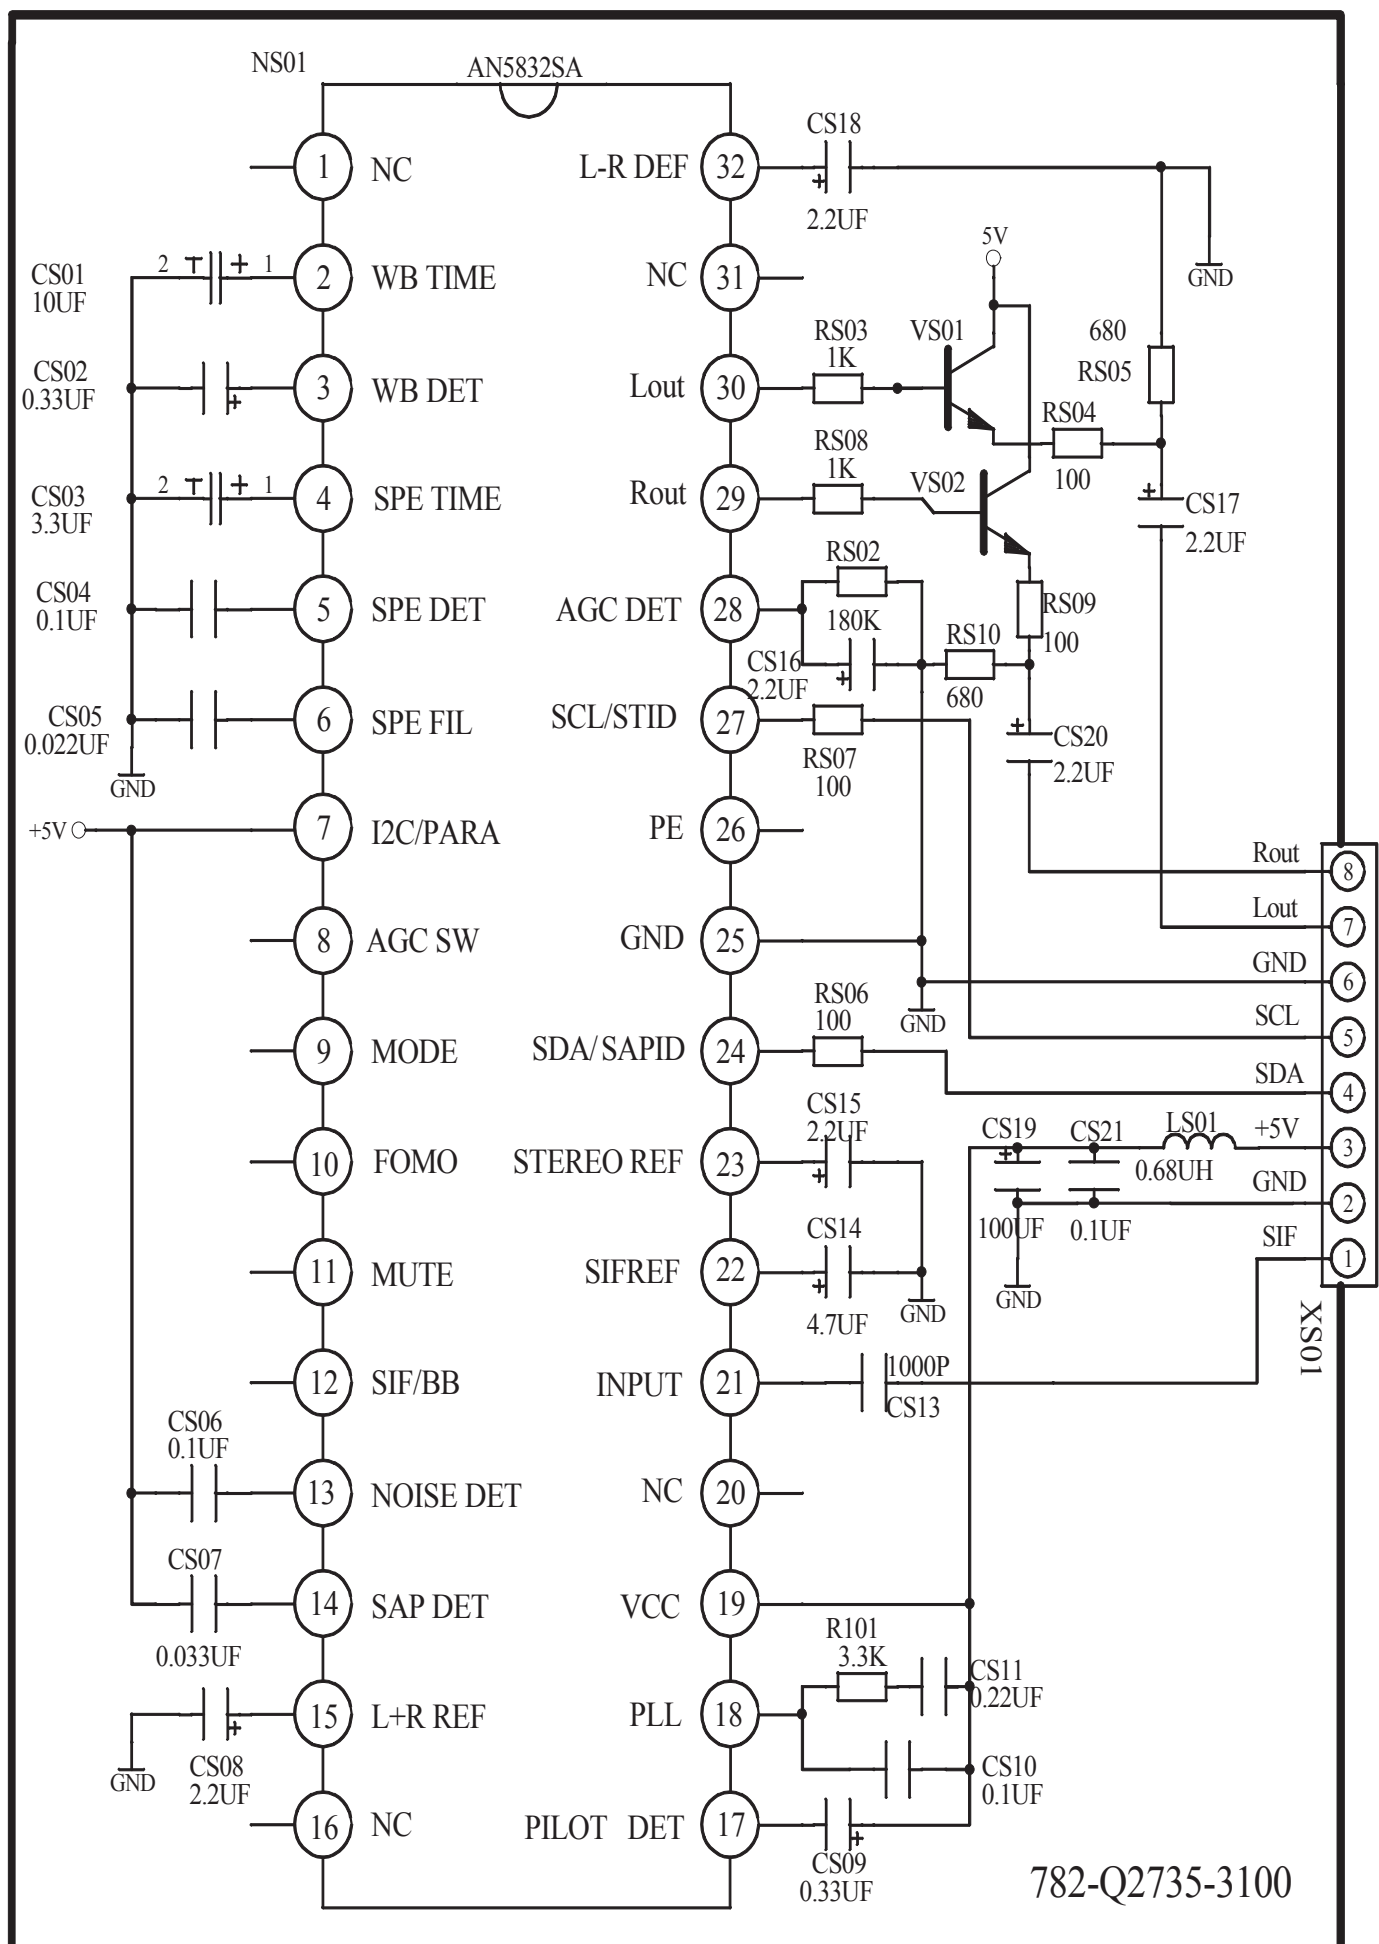 NS01
AN5832SA
1 NC
L-R DEF 32
CS18
+
2.2UF
GND
5V
CS01
10UF
2 + 1
2 WB TIME
NC 31
RS03
1K
VS01
680
RS05
CS02
0.33UF
+
3 WB DET
Lout 30
RS08
1K
RS04
100
CS03
3.3UF
2 + 1
4 SPE TIME
Rout 29
VS02
+
CS17
2.2UF
RS02
180K
CS04
0.1UF
5 SPE DET
AGC DET 28
RS09
100
RS10
680
CS16
2.2UF
+
CS05
0.022UF
GND
6 SPE FIL
SCL/STID 27
RS07
100
+
CS20
2.2UF
+5V
7 I2C/PARA
PE 26
Rout 8
8 AGC SW
GND 25
Lout 7
GND 6
GND
RS06
100
SCL 5
9 MODE
SDA/ SAPID 24
SDA 4
CS15
2.2UF
+
CS19
+
100UF
CS21
0.1UF
LS01
0.68UH
+5V 3
10 FOMO
STEREO REF 23
GND 2
CS14
+
4.7UF
SIF 1
11 MUTE
SIFREF 22
GND
GND
XS01
12 SIF/BB
INPUT 21
1000P
CS13
CS06
0.1UF
13 NOISE DET
NC 20
CS07
0.033UF
14 SAP DET
VCC 19
R101
3.3K
CS11
0.22UF
15 L+R REF
PLL 18
+
CS08
2.2UF
GND
CS10
0.1UF
16 NC
PILOT DET 17
+
CS09
0.33UF
782-Q2735-3100